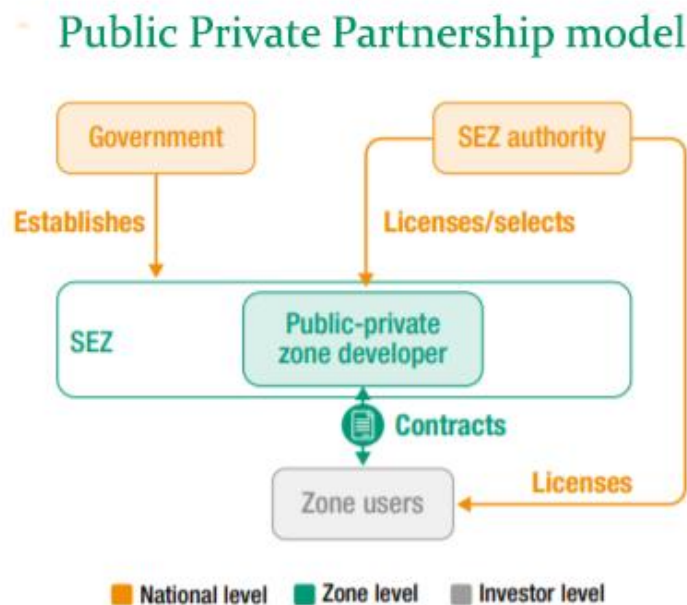 Public Private Partnership model
Government
SEZ authority
Establishes
Licenses/selects
SEZ
Public-private
zone developer
Contracts
Zone users
Licenses
National level
Zone level
Investor level